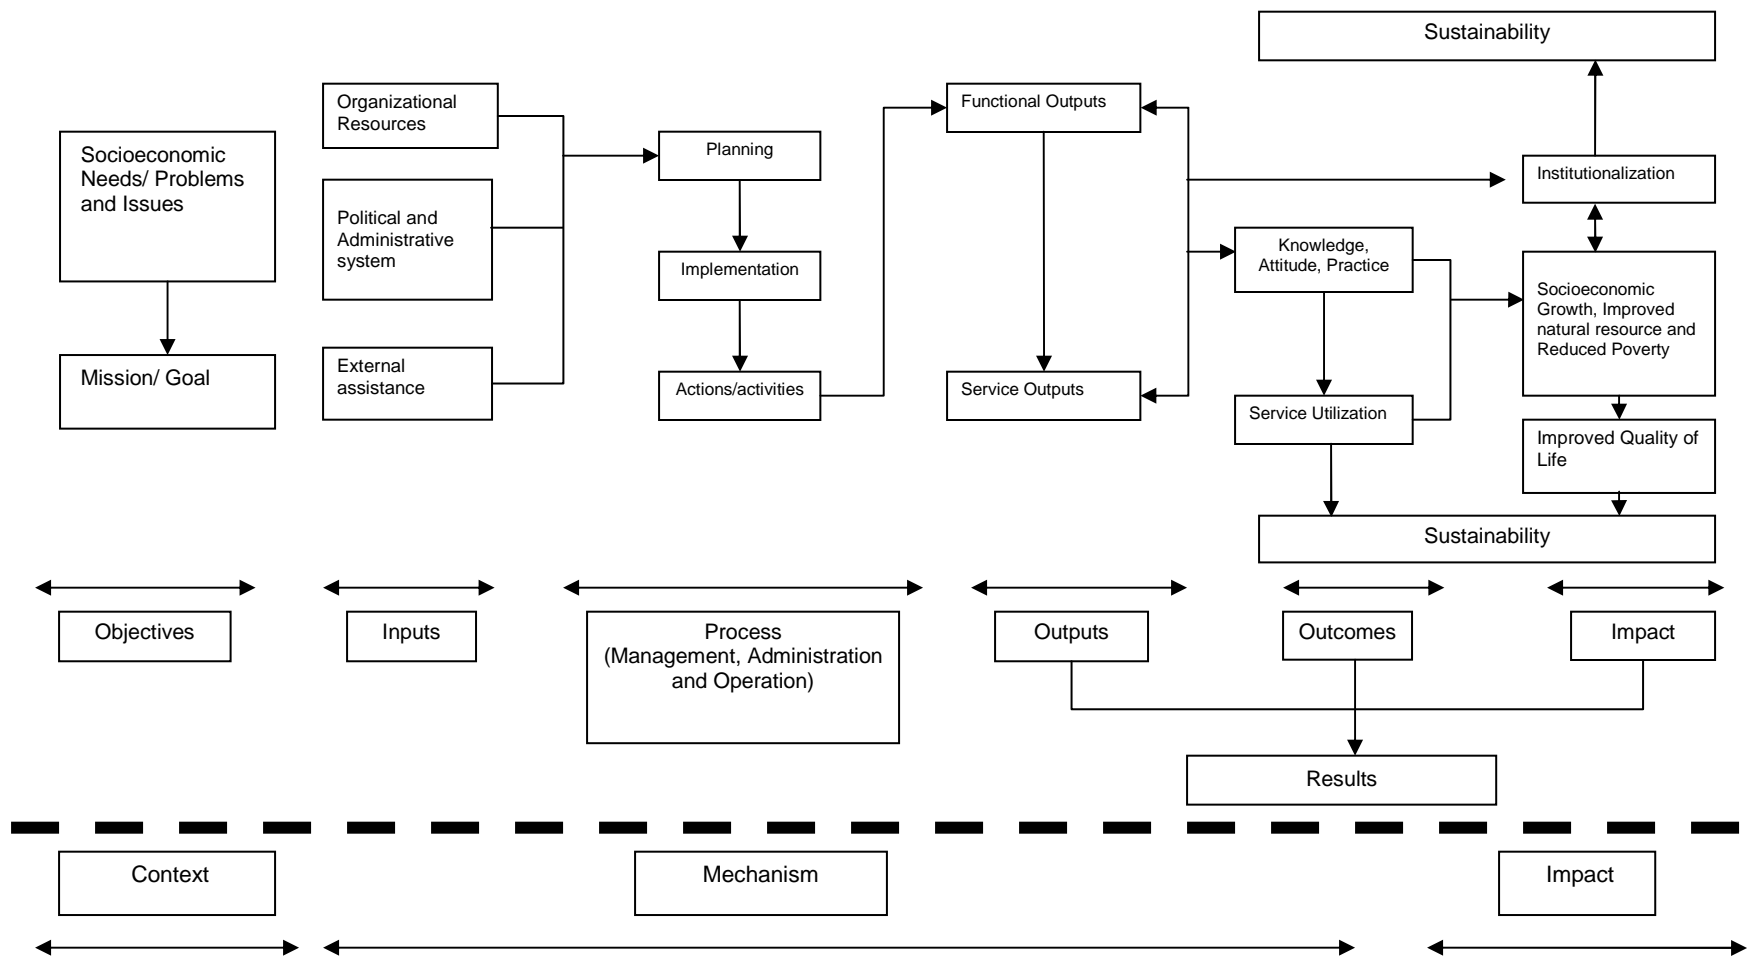 Sustainability
Organizational
Resources
Functional Outputs
Socioeconomic
Needs/ Problems
and Issues
Planning
Institutionalization
Political and
Administrative
system
Implementation
Knowledge,
Attitude, Practice
Socioeconomic
Growth, Improved
natural resource and
Reduced Poverty
Mission/ Goal
External
assistance
Actions/activities
Service Outputs
Service Utilization
Improved Quality of
Life
Sustainability
Objectives
Inputs
Process
(Management, Administration
and Operation)
Outputs
Outcomes
Impact
Results
Context
Mechanism
Impact